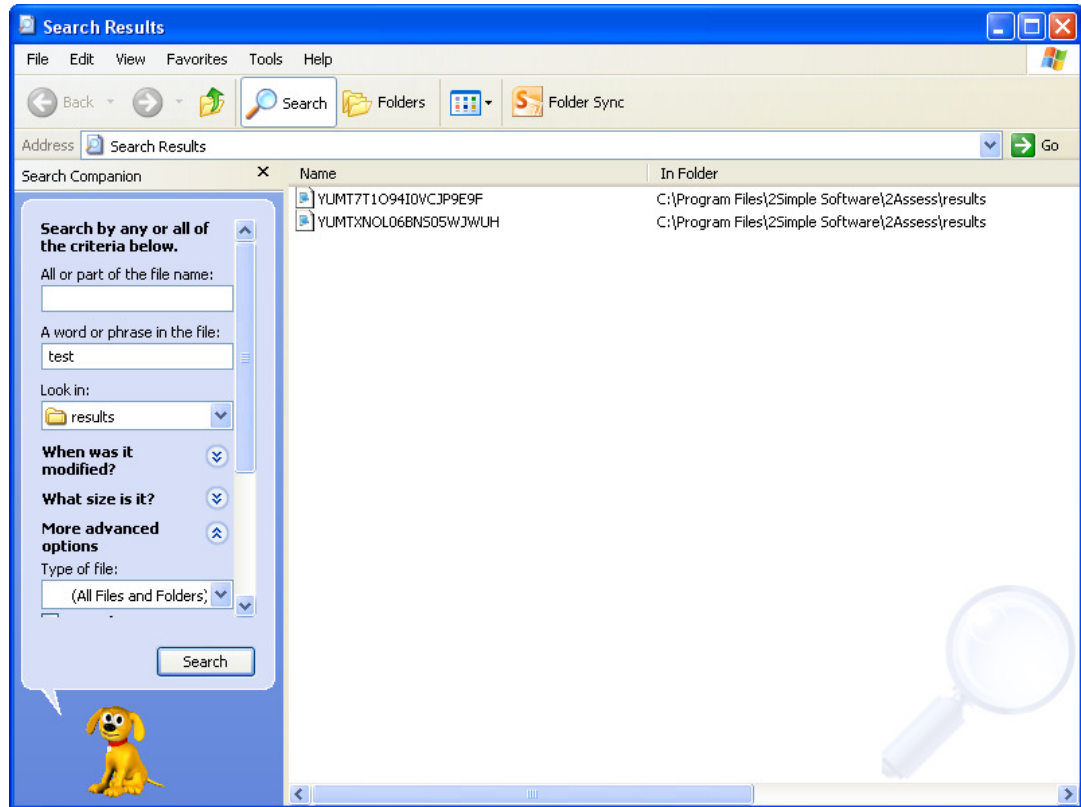 Search Results
File Edit View Favorites Tools Help
Back Search Folders Folder Sync
Address Search Results Go
Search Companion
Name In Folder
YUMT7T1O94I0VCJP9E9F C:\Program Files\2Simple Software\2Assess\results
YUMTXNOL06BNS05WJWUH C:\Program Files\2Simple Software\2Assess\results
Search by any or all of
the criteria below.
All or part of the file name:
A word or phrase in the file:
test
Look in:
results
When was it
modified?
What size is it?
More advanced
options
Type of file:
(All Files and Folders)
Search